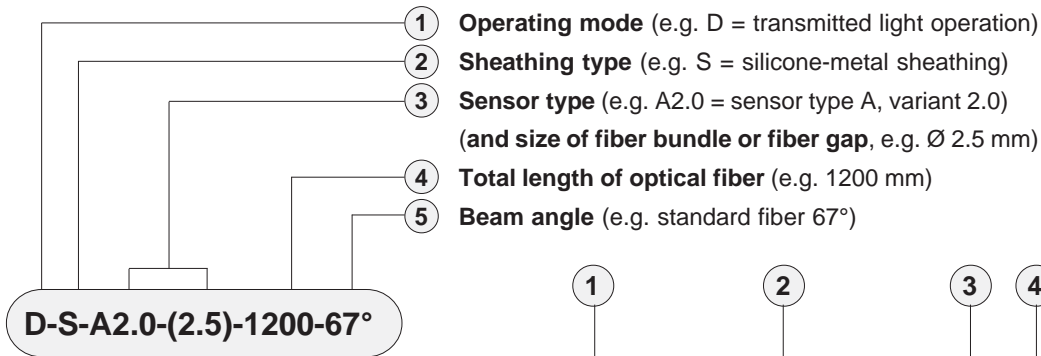 1 Operating mode (e.g. D = transmitted light operation)
2 Sheathing type (e.g. S = silicone-metal sheathing)
3 Sensor type (e.g. A2.0 = sensor type A, variant 2.0)
(and size of fiber bundle or fiber gap, e.g. Ø 2.5 mm)
4 Total length of optical fiber (e.g. 1200 mm)
5 Beam angle (e.g. standard fiber 67°)
1 2 3 4
D-S-A2.0-(2.5)-1200-67°